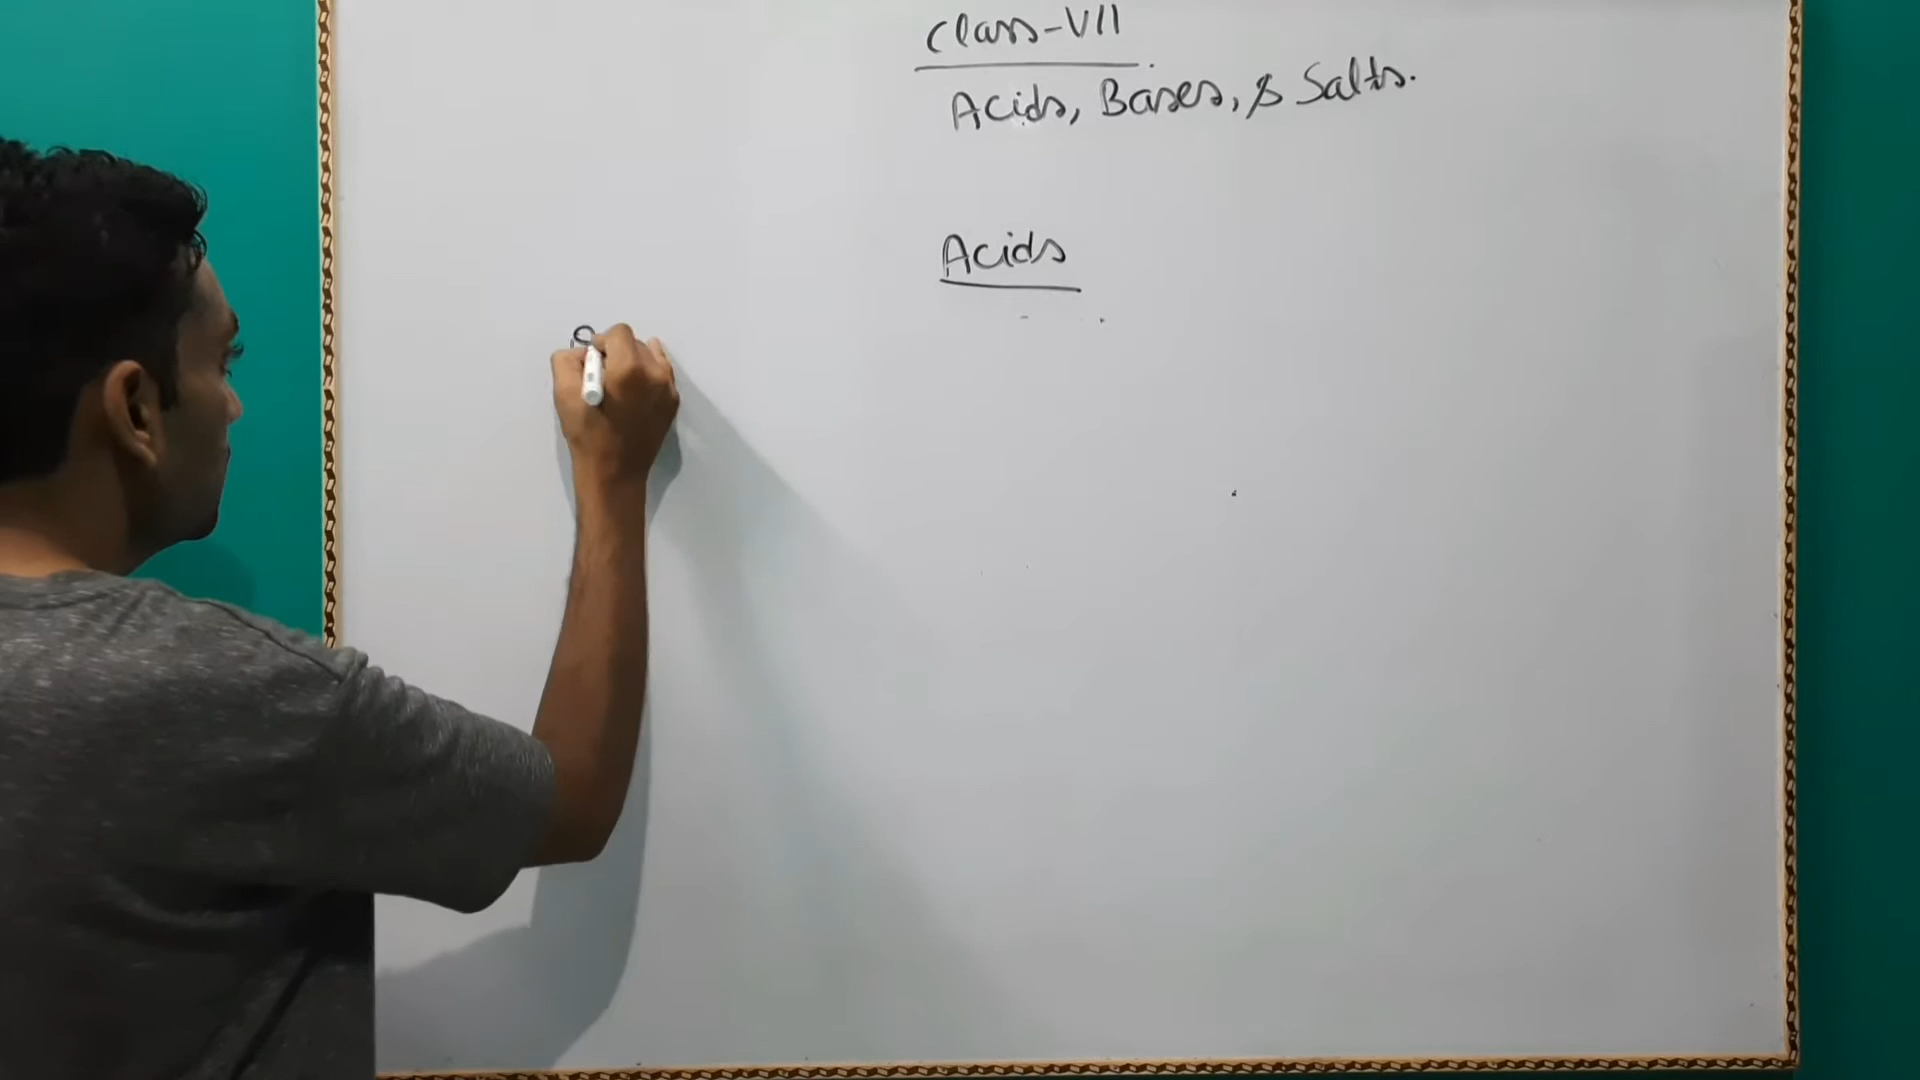 Class-VII
Acids, Bases, & Salts.
Acids